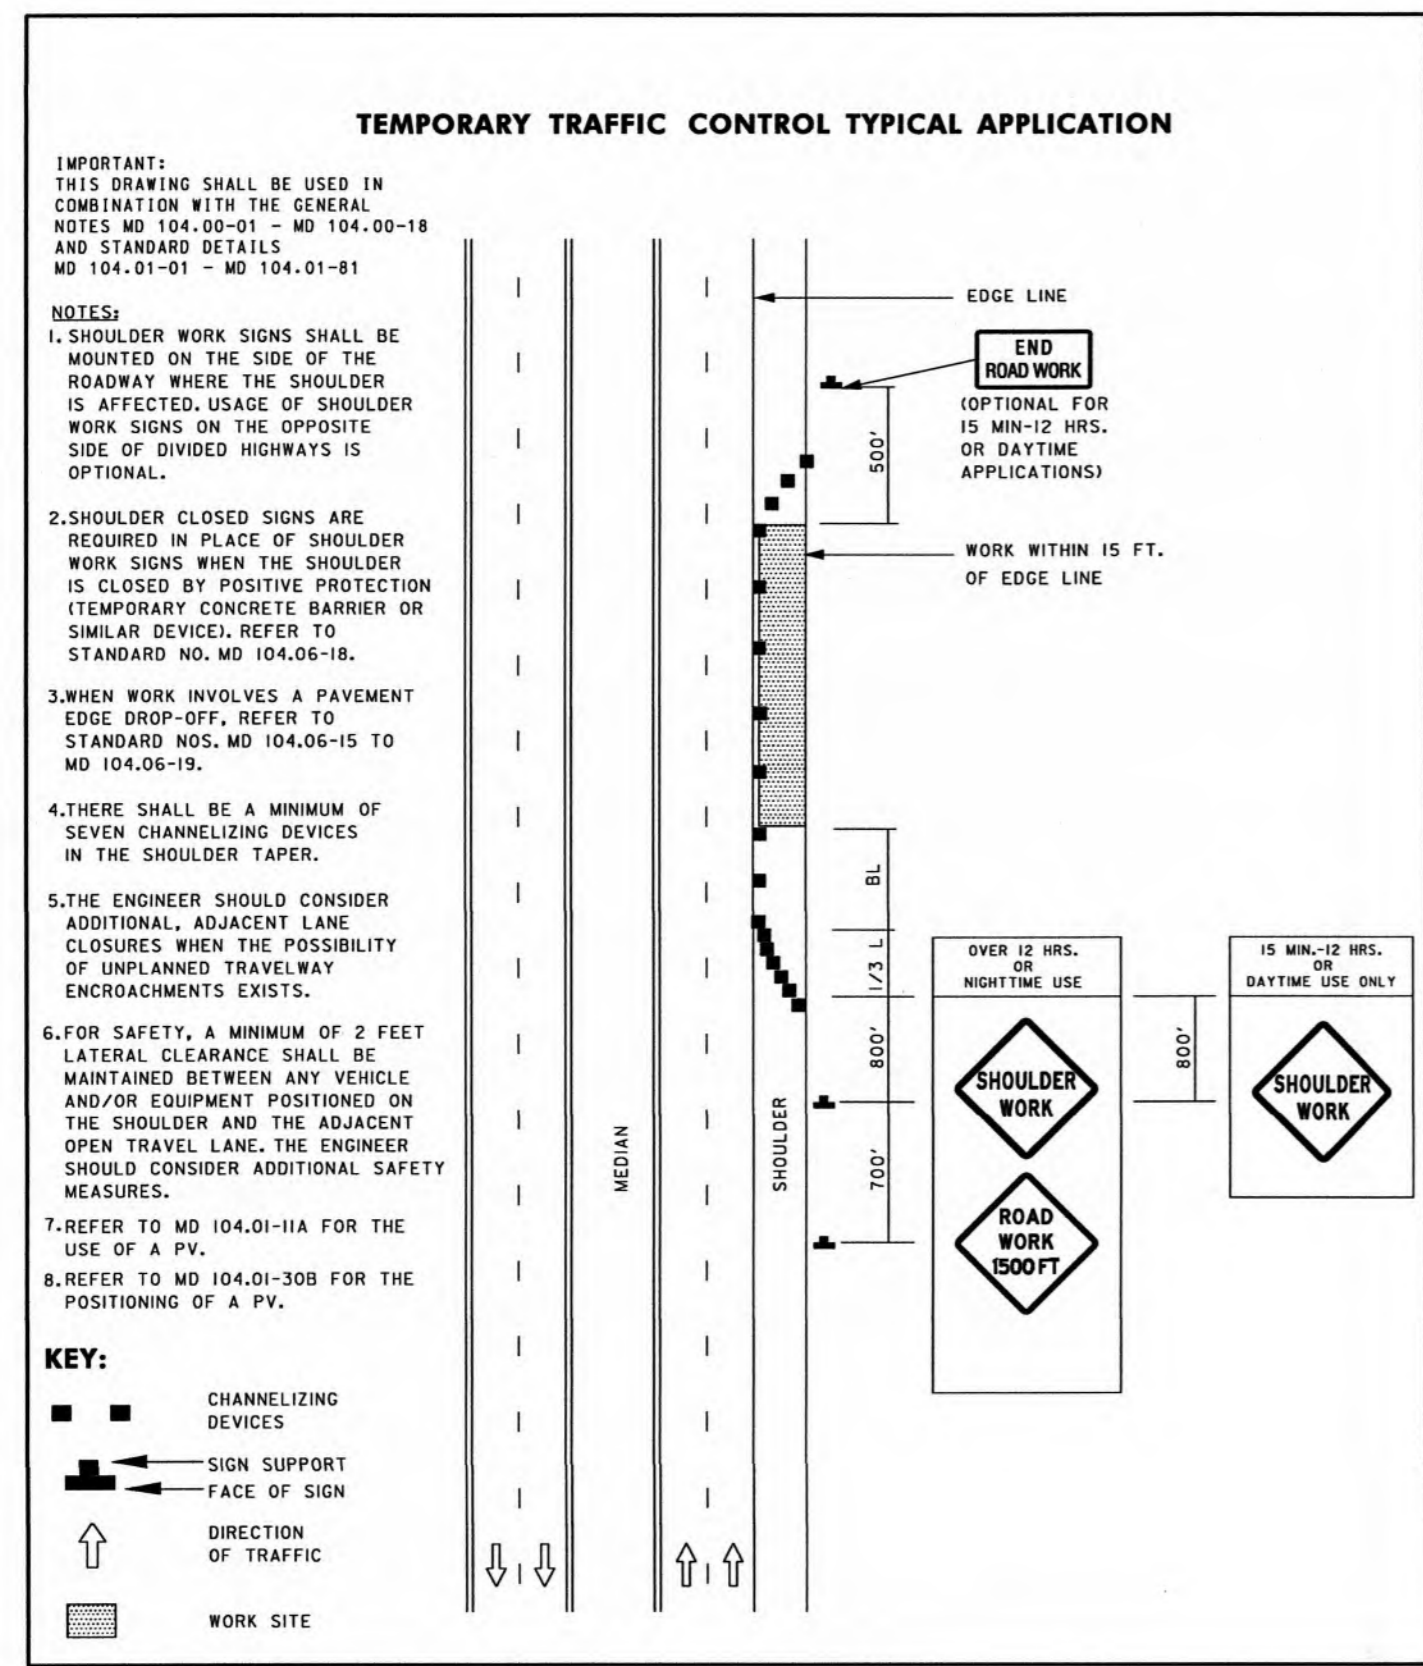 TEMPORARY TRAFFIC CONTROL TYPICAL APPLICATION
IMPORTANT:
THIS DRAWING SHALL BE USED IN
COMBINATION WITH THE GENERAL
NOTES MD 104.00-01 - MD 104.00-18
AND STANDARD DETAILS
MD 104.01-01 - MD 104.01-81
NOTES:
1. SHOULDER WORK SIGNS SHALL BE
MOUNTED ON THE SIDE OF THE
ROADWAY WHERE THE SHOULDER
IS AFFECTED. USAGE OF SHOULDER
WORK SIGNS ON THE OPPOSITE
SIDE OF DIVIDED HIGHWAYS IS
OPTIONAL.
2.SHOULDER CLOSED SIGNS ARE
REQUIRED IN PLACE OF SHOULDER
WORK SIGNS WHEN THE SHOULDER
IS CLOSED BY POSITIVE PROTECTION
(TEMPORARY CONCRETE BARRIER OR
SIMILAR DEVICE). REFER TO
STANDARD NO. MD 104.06-18.
3.WHEN WORK INVOLVES A PAVEMENT
EDGE DROP-OFF, REFER TO
STANDARD NOS. MD 104.06-15 TO
MD 104.06-19.
4.THERE SHALL BE A MINIMUM OF
SEVEN CHANNELIZING DEVICES
IN THE SHOULDER TAPER.
5.THE ENGINEER SHOULD CONSIDER
ADDITIONAL, ADJACENT LANE
CLOSURES WHEN THE POSSIBILITY
OF UNPLANNED TRAVELWAY
ENCROACHMENTS EXISTS.
6.FOR SAFETY, A MINIMUM OF 2 FEET
LATERAL CLEARANCE SHALL BE
MAINTAINED BETWEEN ANY VEHICLE
AND/OR EQUIPMENT POSITIONED ON
THE SHOULDER AND THE ADJACENT
OPEN TRAVEL LANE. THE ENGINEER
SHOULD CONSIDER ADDITIONAL SAFETY
MEASURES.
7.REFER TO MD 104.01-11A FOR THE
USE OF A PV.
8.REFER TO MD 104.01-30B FOR THE
POSITIONING OF A PV.
KEY:
CHANNELIZING
DEVICES
SIGN SUPPORT
FACE OF SIGN
DIRECTION
OF TRAFFIC
WORK SITE
MEDIAN
SHOULDER
EDGE LINE
END
ROAD WORK
(OPTIONAL FOR
15 MIN-12 HRS.
OR DAYTIME
APPLICATIONS)
500'
WORK WITHIN 15 FT.
OF EDGE LINE
BL
1/3 L
800'
700'
OVER 12 HRS.
OR
NIGHTTIME USE
SHOULDER
WORK
ROAD
WORK
1500 FT
800'
15 MIN.-12 HRS.
OR
DAYTIME USE ONLY
SHOULDER
WORK